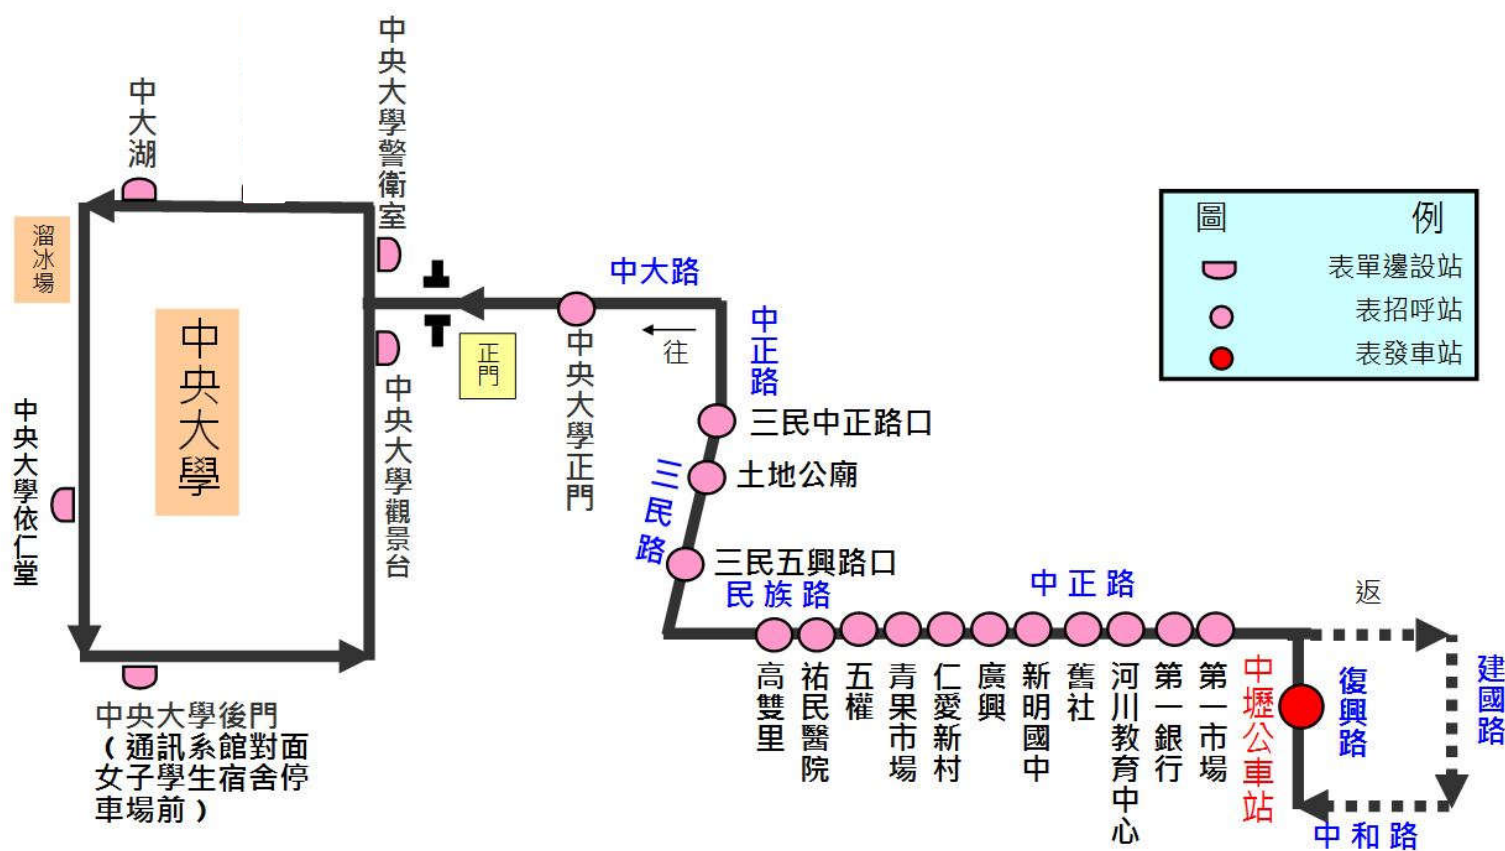 中央大學警衛室
中大湖
溜冰場
中央大學
中央大學依仁堂
中央大學後門
（通訊系館對面
女子學生宿舍停
車場前）
中央大學觀景台
正門
中央大學正門
中大路
往
中正路
三民中正路口
土地公廟
三民路
三民五興路口
民族路
高雙里
祐民醫院
五權
青果市場
仁愛新村
廣興
新明國中
舊社
河川教育中心
第一銀行
第一市場
中正路
中壢公車站
復興路
返
建國路
中和路
圖 例
表單邊設站
表招呼站
表發車站